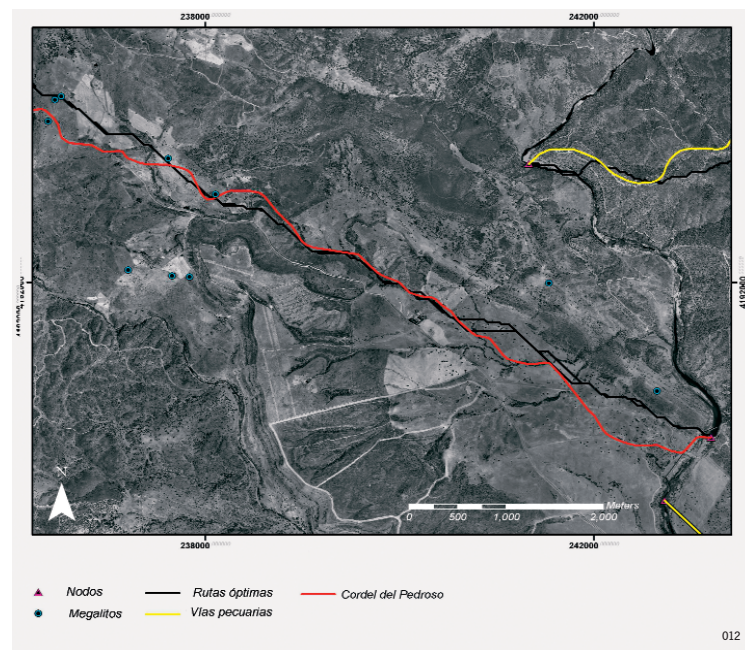 238000
242000
4192000
4192000
N
Meters
0 500 1,000 2,000
238000
242000
Nodos
Rutas óptimas
Cordel del Pedroso
Megalitos
VIas pecuarias
012